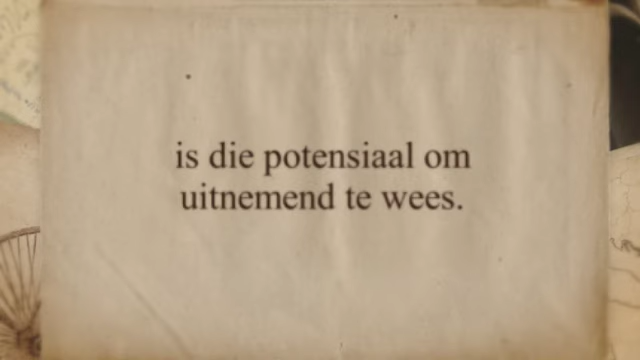 is die potensiaal om
uitnemend te wees.